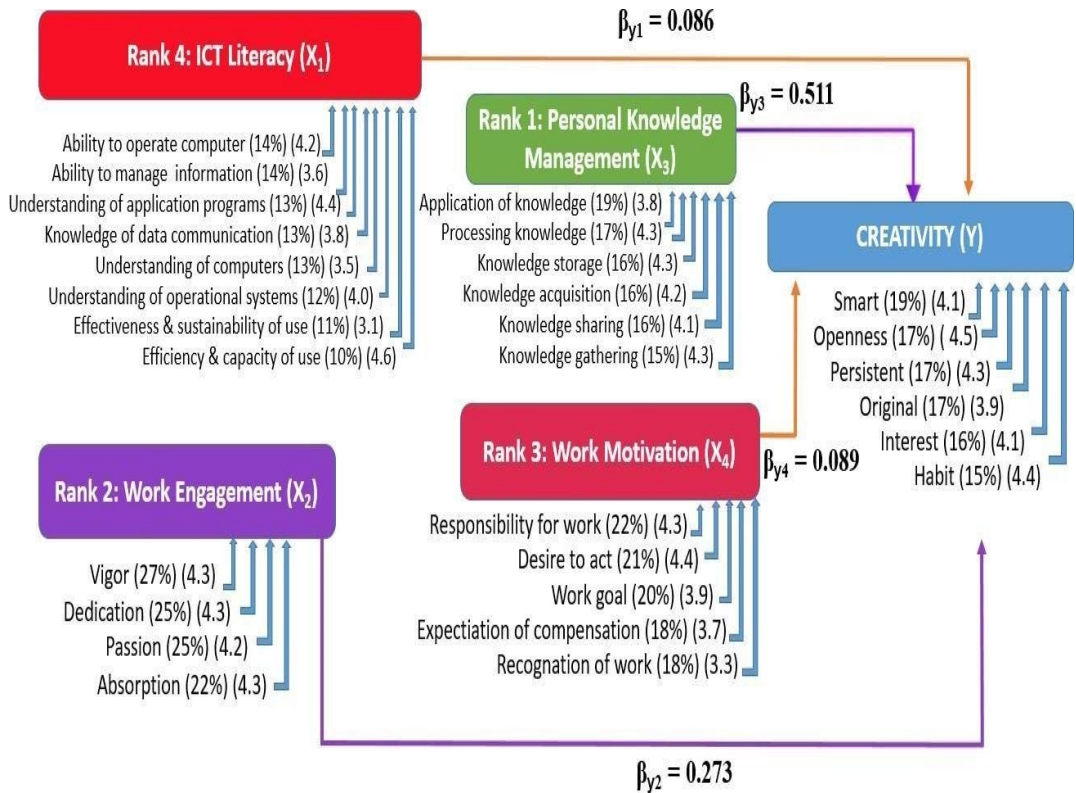 β_y1 = 0.086
Rank 4: ICT Literacy (X₁)
Ability to operate computer (14%) (4.2)
Ability to manage information (14%) (3.6)
Understanding of application programs (13%) (4.4)
Knowledge of data communication (13%) (3.8)
Understanding of computers (13%) (3.5)
Understanding of operational systems (12%) (4.0)
Effectiveness & sustainability of use (11%) (3.1)
Efficiency & capacity of use (10%) (4.6)
β_y3 = 0.511
Rank 1: Personal Knowledge
Management (X₃)
Application of knowledge (19%) (3.8)
Processing knowledge (17%) (4.3)
Knowledge storage (16%) (4.3)
Knowledge acquisition (16%) (4.2)
Knowledge sharing (16%) (4.1)
Knowledge gathering (15%) (4.3)
CREATIVITY (Y)
Smart (19%) (4.1)
Openness (17%) ( 4.5)
Persistent (17%) (4.3)
Original (17%) (3.9)
Interest (16%) (4.1)
Habit (15%) (4.4)
Rank 2: Work Engagement (X₂)
Vigor (27%) (4.3)
Dedication (25%) (4.3)
Passion (25%) (4.2)
Absorption (22%) (4.3)
Rank 3: Work Motivation (X₄)
β_y4 = 0.089
Responsibility for work (22%) (4.3)
Desire to act (21%) (4.4)
Work goal (20%) (3.9)
Expectiation of compensation (18%) (3.7)
Recognation of work (18%) (3.3)
β_y2 = 0.273